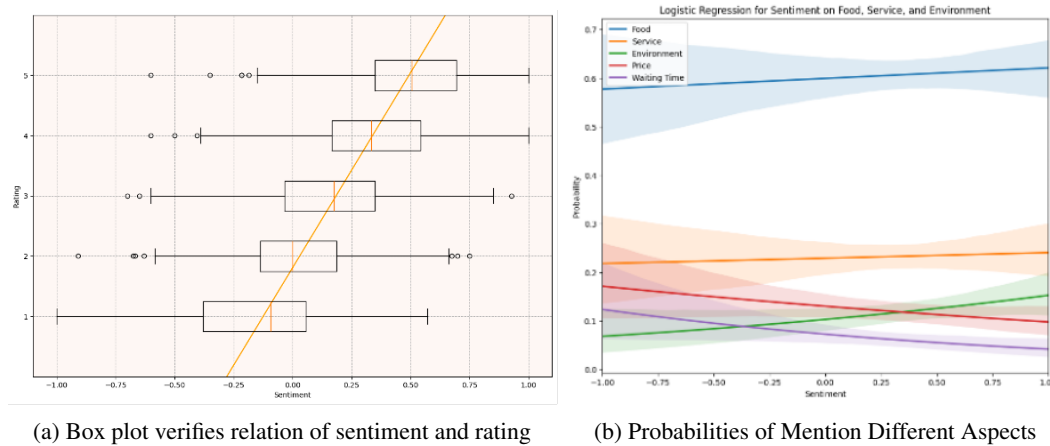 Rating
5
4
3
2
1
−1.00 −0.75 −0.50 −0.25 0.00 0.25 0.50 0.75 1.00
Sentiment
(a) Box plot verifies relation of sentiment and rating
Logistic Regression for Sentiment on Food, Service, and Environment
Food
Service
Environment
Price
Waiting Time
Probability
0.7
0.6
0.5
0.4
0.3
0.2
0.1
0.0
−1.00 −0.75 −0.50 −0.25 0.00 0.25 0.50 0.75 1.00
Sentiment
(b) Probabilities of Mention Different Aspects